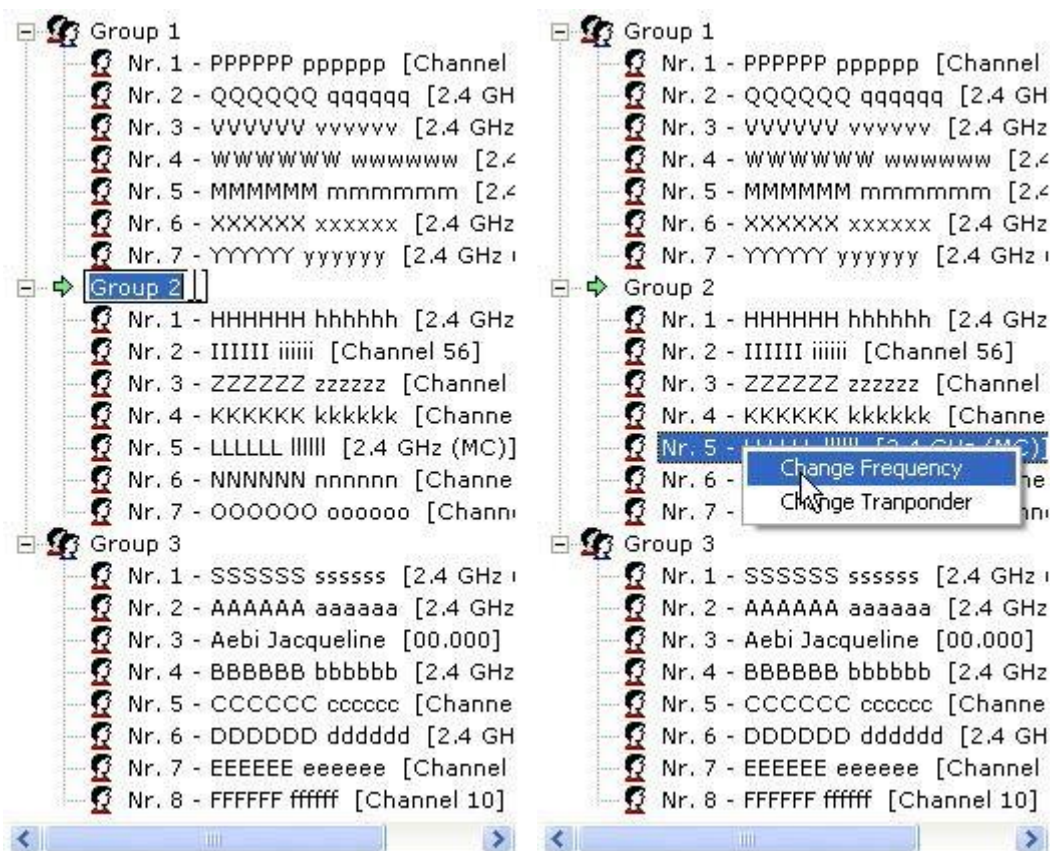 Group 1
Nr. 1 - PPPPPP pppppp [Channel
Nr. 2 - QQQQQQ qqqqqq [2.4 GH
Nr. 3 - VVVVVV vvvvvv [2.4 GHz
Nr. 4 - WWWWWW wwwwww [2.4
Nr. 5 - MMMMMM mmmmmm [2.4
Nr. 6 - XXXXXX xxxxxx [2.4 GHz
Nr. 7 - YYYYYY yyyyyy [2.4 GHz
Group 2
Nr. 1 - HHHHHH hhhhhh [2.4 GHz
Nr. 2 - IIIIII iiiiii [Channel 56]
Nr. 3 - ZZZZZZ zzzzzz [Channel
Nr. 4 - KKKKKK kkkkkk [Channe
Nr. 5 - LLLLLL llllll [2.4 GHz (MC)]
Nr. 6 - NNNNNN nnnnnn [Channe
Nr. 7 - OOOOOO oooooo [Chann
Group 3
Nr. 1 - SSSSSS ssssss [2.4 GHz
Nr. 2 - AAAAAA aaaaaa [2.4 GHz
Nr. 3 - Aebi Jacqueline [00.000]
Nr. 4 - BBBBBB bbbbbb [2.4 GHz
Nr. 5 - CCCCCC cccccc [Channe
Nr. 6 - DDDDDD dddddd [2.4 GH
Nr. 7 - EEEEEE eeeeee [Channel
Nr. 8 - FFFFFF ffffff [Channel 10]
Group 1
Nr. 1 - PPPPPP pppppp [Channel
Nr. 2 - QQQQQQ qqqqqq [2.4 GH
Nr. 3 - VVVVVV vvvvvv [2.4 GHz
Nr. 4 - WWWWWW wwwwww [2.4
Nr. 5 - MMMMMM mmmmmm [2.4
Nr. 6 - XXXXXX xxxxxx [2.4 GHz
Nr. 7 - YYYYYY yyyyyy [2.4 GHz
Group 2
Nr. 1 - HHHHHH hhhhhh [2.4 GHz
Nr. 2 - IIIIII iiiiii [Channel 56]
Nr. 3 - ZZZZZZ zzzzzz [Channel
Nr. 4 - KKKKKK kkkkkk [Channe
Nr. 5 - LLLLLL llllll [2.4 GHz (MC)]
Change Frequency
Nr. 6 -
Change Tranponder
Nr. 7 -
Group 3
Nr. 1 - SSSSSS ssssss [2.4 GHz
Nr. 2 - AAAAAA aaaaaa [2.4 GHz
Nr. 3 - Aebi Jacqueline [00.000]
Nr. 4 - BBBBBB bbbbbb [2.4 GHz
Nr. 5 - CCCCCC cccccc [Channe
Nr. 6 - DDDDDD dddddd [2.4 GH
Nr. 7 - EEEEEE eeeeee [Channel
Nr. 8 - FFFFFF ffffff [Channel 10]